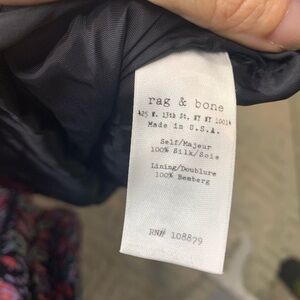 rag & bone
425 W. 13th St. NY NY 10014
Made in U.S.A.
Self/Majeur
100% Silk/Soie
Lining/Doublure
100% Bemberg
RN# 108879